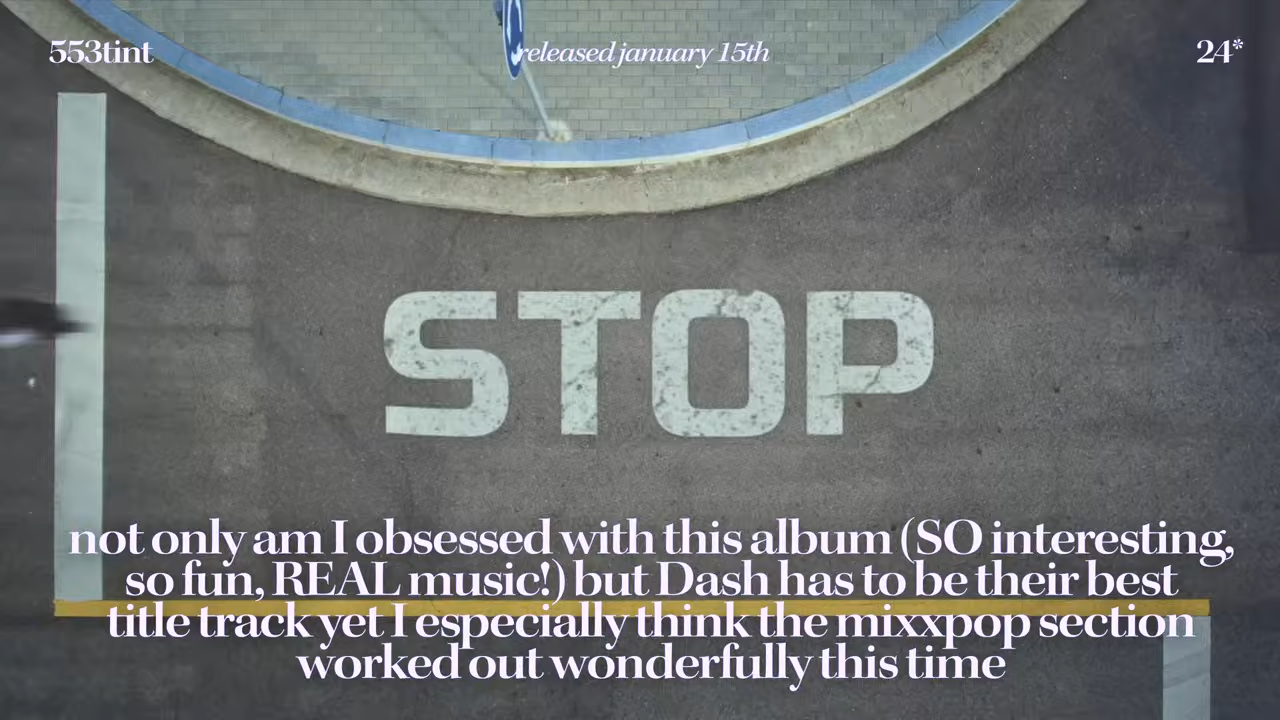 553tint
released january 15th
24*
STOP
not only am I obsessed with this album (SO interesting,
so fun, REAL music!) but Dash has to be their best
title track yet I especially think the mixxpop section
worked out wonderfully this time